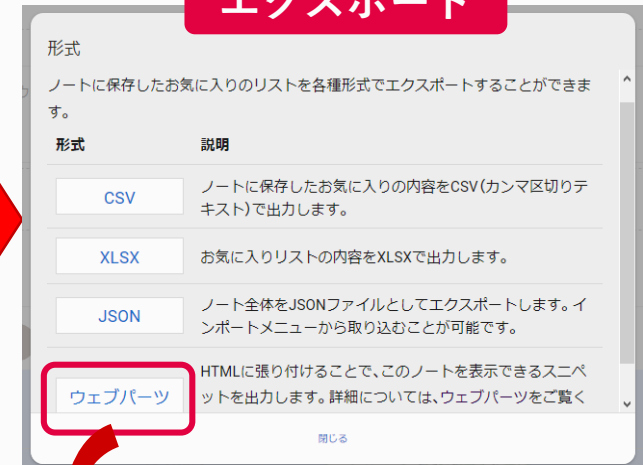 エクスポート
形式
ノートに保存したお気に入りのリストを各種形式でエクスポートすることができま
す。
形式 説明
CSV ノートに保存したお気に入りの内容をCSV(カンマ区切りテ
キスト)で出力します。
XLSX お気に入りリストの内容をXLSXで出力します。
JSON ノート全体をJSONファイルとしてエクスポートします。イ
ンポートメニューから取り込むことが可能です。
ウェブパーツ HTMLに張り付けることで、このノートを表示できるスニペ
ットを出力します。詳細については、ウェブパーツをご覧く
閉じる